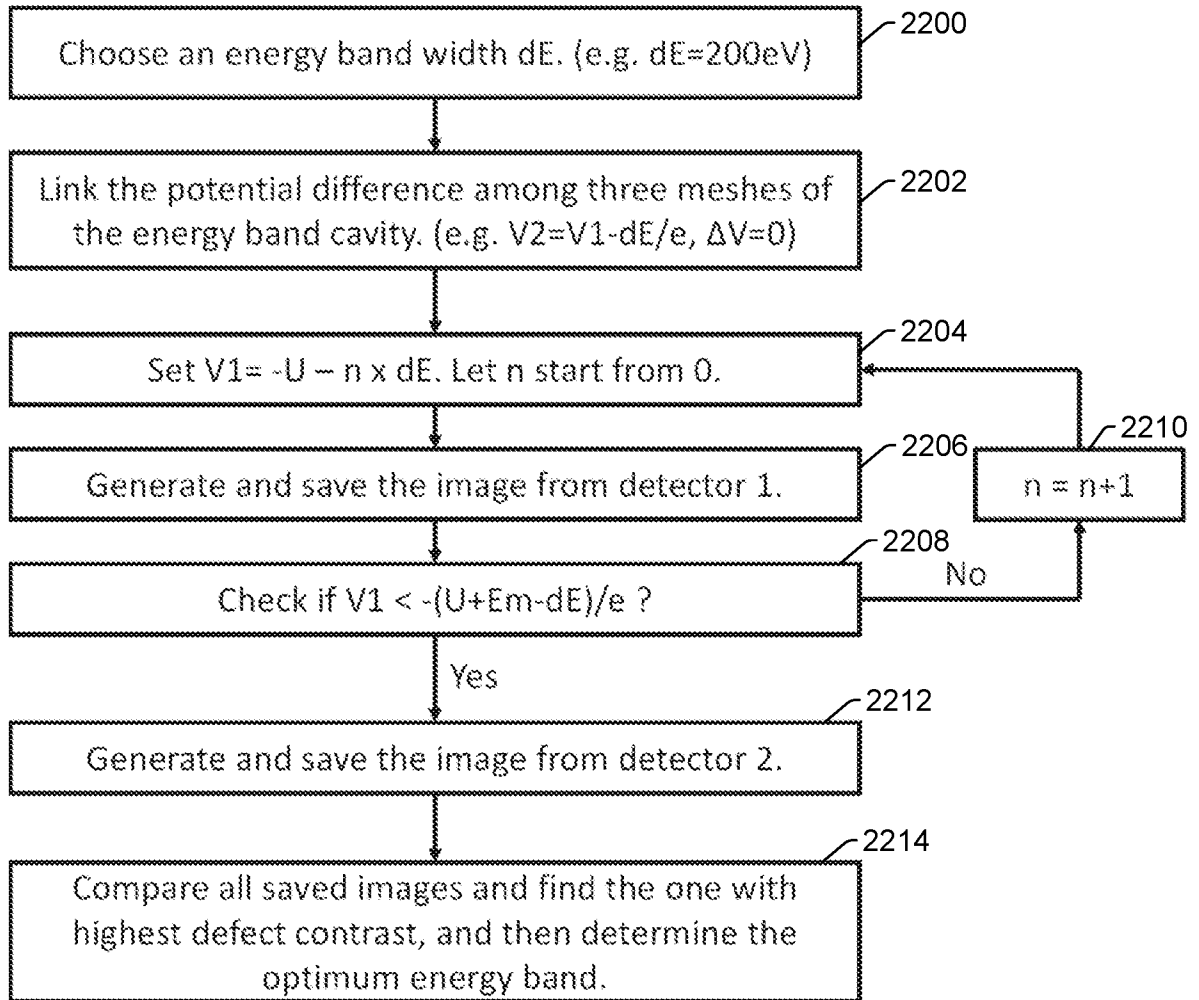 2200
Choose an energy band width dE. (e.g. dE=200eV)
2202
Link the potential difference among three meshes of
the energy band cavity. (e.g. V2=V1-dE/e, ΔV=0)
2204
Set V1= -U – n x dE. Let n start from 0.
2206
Generate and save the image from detector 1.
2210
n = n+1
2208
Check if V1 < -(U+Em-dE)/e ?
No
Yes
2212
Generate and save the image from detector 2.
2214
Compare all saved images and find the one with
highest defect contrast, and then determine the
optimum energy band.